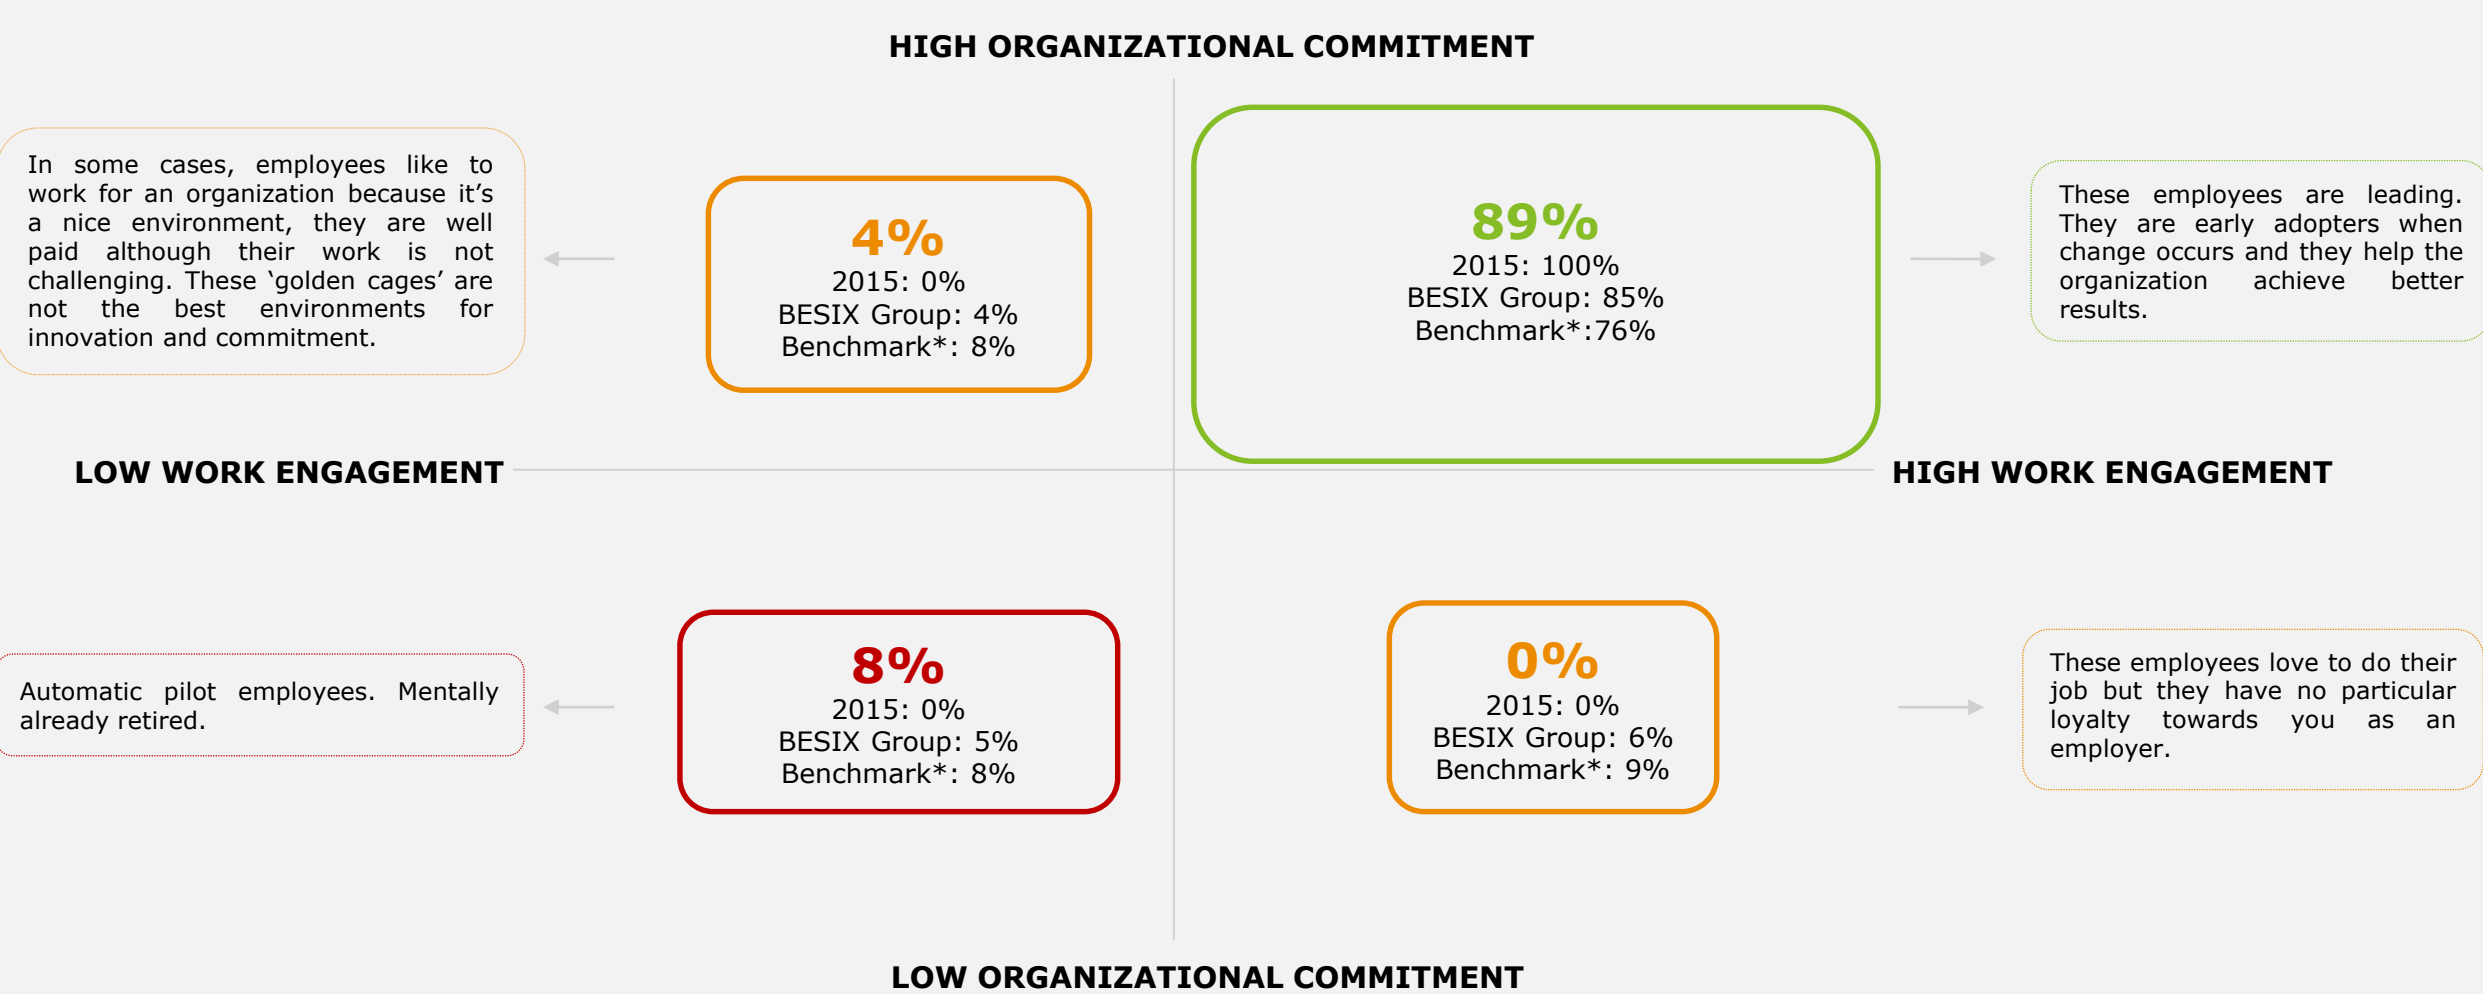 HIGH ORGANIZATIONAL COMMITMENT
In some cases, employees like to
work for an organization because it’s
a nice environment, they are well
paid although their work is not
challenging. These ‘golden cages’ are
not the best environments for
innovation and commitment.
4%
2015: 0%
BESIX Group: 4%
Benchmark*: 8%
89%
2015: 100%
BESIX Group: 85%
Benchmark*:76%
These employees are leading.
They are early adopters when
change occurs and they help the
organization achieve better
results.
LOW WORK ENGAGEMENT
HIGH WORK ENGAGEMENT
Automatic pilot employees. Mentally
already retired.
8%
2015: 0%
BESIX Group: 5%
Benchmark*: 8%
0%
2015: 0%
BESIX Group: 6%
Benchmark*: 9%
These employees love to do their
job but they have no particular
loyalty towards you as an
employer.
LOW ORGANIZATIONAL COMMITMENT